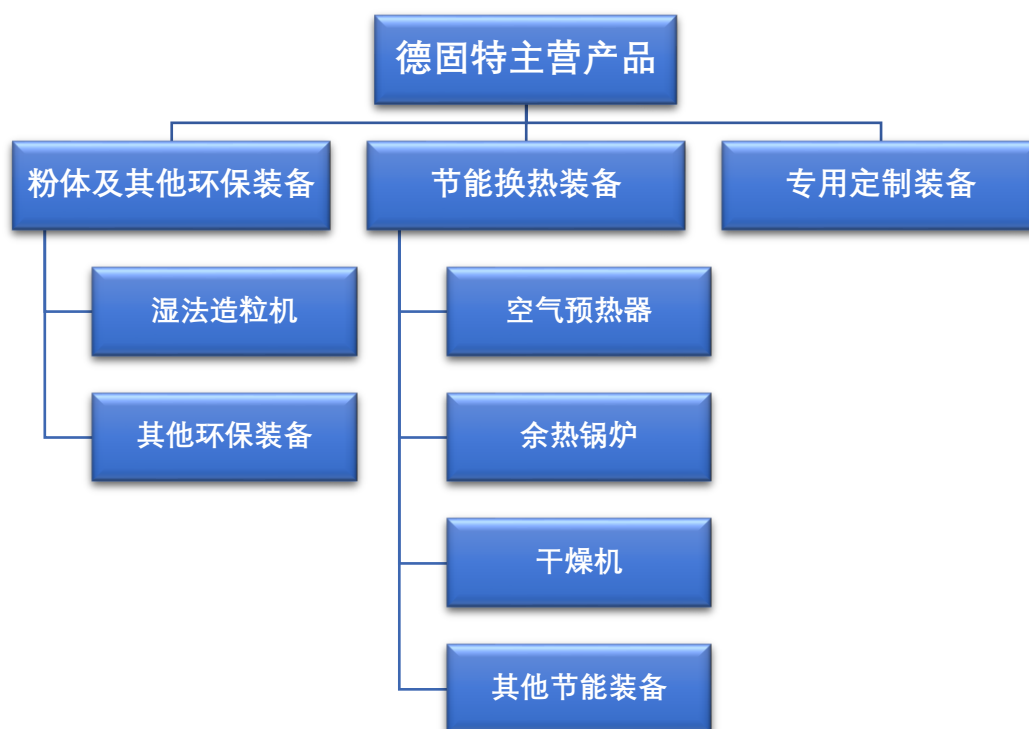 德固特主营产品
粉体及其他环保装备
节能换热装备
专用定制装备
湿法造粒机
空气预热器
其他环保装备
余热锅炉
干燥机
其他节能装备